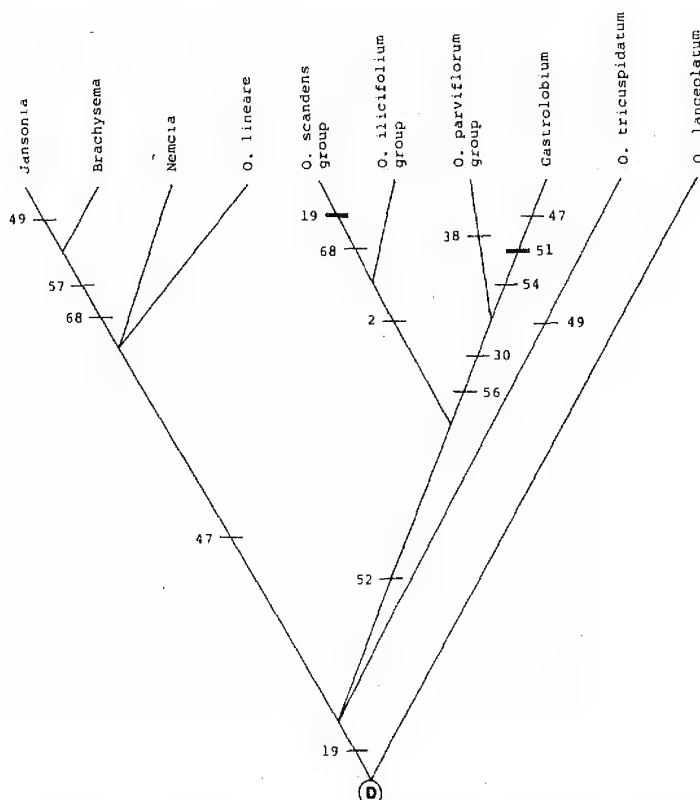 Jansonia
Brachysema
Nemcia
O. lineare
O. scandens
group
O. ilicifolium
group
O. parviflorum
group
Gastrolobium
O. tricuspidatum
O. lanceolatum
49
57
68
47
19
68
2
38
47
51
54
49
30
56
52
19
D